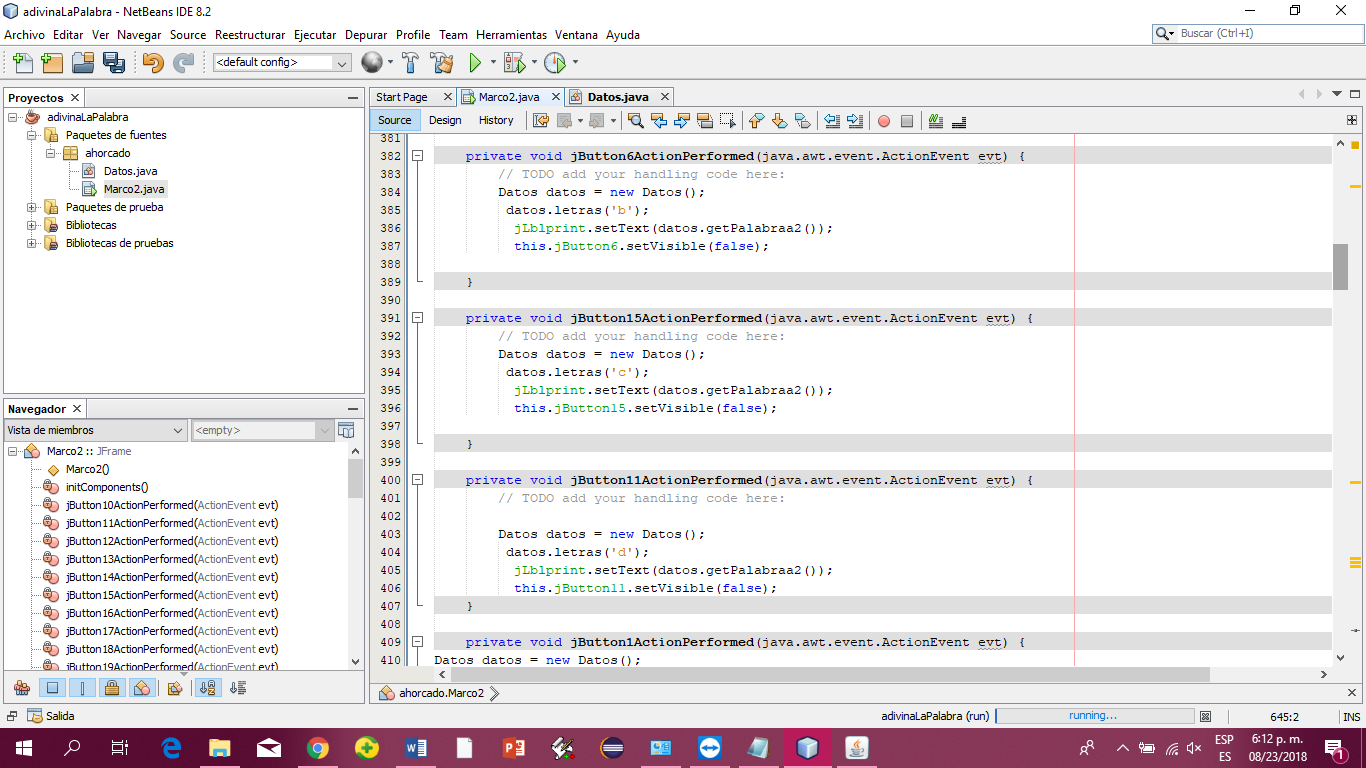 adivinaLaPalabra - NetBeans IDE 8.2
Archivo Editar Ver Navegar Source Reestructurar Ejecutar Depurar Profile Team Herramientas Ventana Ayuda
Buscar (Ctrl+I)
<default config>
Proyectos
adivinaLaPalabra
Paquetes de fuentes
ahorcado
Datos.java
Marco2.java
Paquetes de prueba
Bibliotecas
Bibliotecas de pruebas
Navegador
Vista de miembros
<empty>
Marco2 :: JFrame
Marco2()
initComponents()
jButton10ActionPerformed(ActionEvent evt)
jButton11ActionPerformed(ActionEvent evt)
jButton12ActionPerformed(ActionEvent evt)
jButton13ActionPerformed(ActionEvent evt)
jButton14ActionPerformed(ActionEvent evt)
jButton15ActionPerformed(ActionEvent evt)
jButton16ActionPerformed(ActionEvent evt)
jButton17ActionPerformed(ActionEvent evt)
jButton18ActionPerformed(ActionEvent evt)
jButton19ActionPerformed(ActionEvent evt)
Start Page Marco2.java Datos.java
Source Design History
381
382 private void jButton6ActionPerformed(java.awt.event.ActionEvent evt) {
383 // TODO add your handling code here:
384 Datos datos = new Datos();
385 datos.letras('b');
386 jLblprint.setText(datos.getPalabraa2());
387 this.jButton6.setVisible(false);
388
389 }
390
391 private void jButton15ActionPerformed(java.awt.event.ActionEvent evt) {
392 // TODO add your handling code here:
393 Datos datos = new Datos();
394 datos.letras('c');
395 jLblprint.setText(datos.getPalabraa2());
396 this.jButton15.setVisible(false);
397
398 }
399
400 private void jButton11ActionPerformed(java.awt.event.ActionEvent evt) {
401 // TODO add your handling code here:
402
403 Datos datos = new Datos();
404 datos.letras('d');
405 jLblprint.setText(datos.getPalabraa2());
406 this.jButton11.setVisible(false);
407 }
408
409 private void jButton1ActionPerformed(java.awt.event.ActionEvent evt) {
410 Datos datos = new Datos();
ahorcado.Marco2
Salida
adivinaLaPalabra (run) running... 645:2 INS
ESP
ES
6:12 p. m.
08/23/2018
1